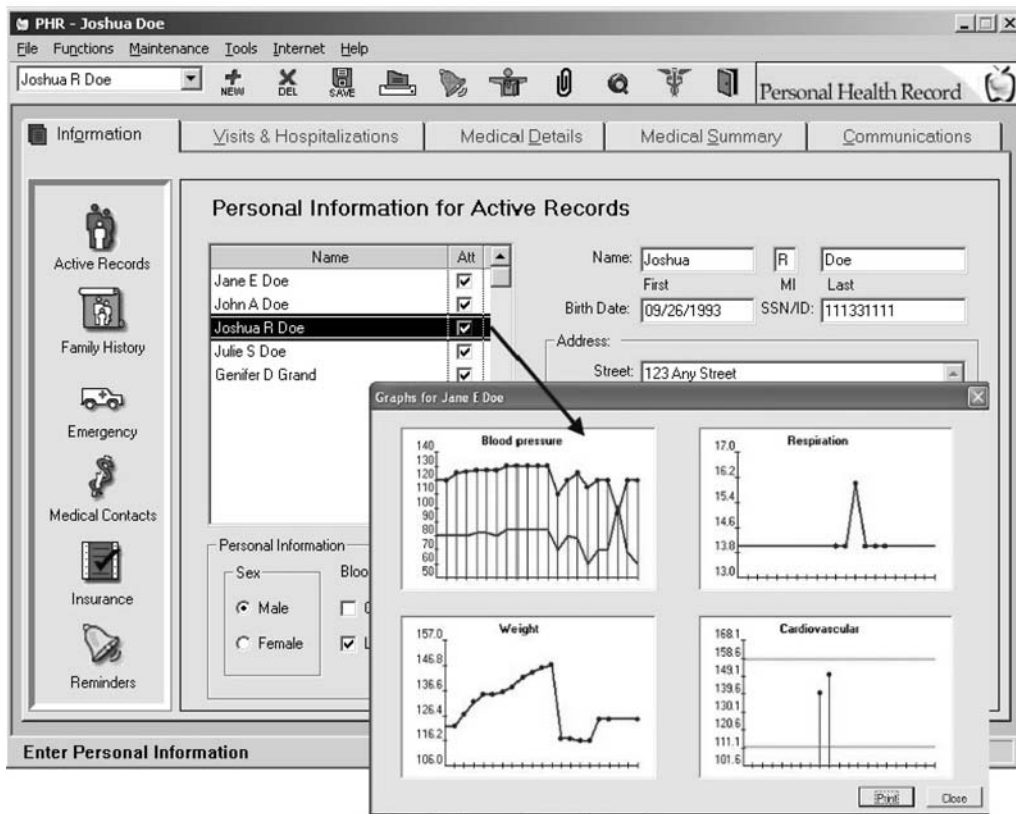 PHR - Joshua Doe
File Functions Maintenance Tools Internet Help
Joshua R Doe
NEW DEL SAVE
Personal Health Record
Information Visits & Hospitalizations Medical Details Medical Summary Communications
Active Records
Family History
Emergency
Medical Contacts
Insurance
Reminders
Personal Information for Active Records
Name Att
Jane E Doe
John A Doe
Joshua R Doe
Julie S Doe
Genifer D Grand
Name: Joshua R Doe
First MI Last
Birth Date: 09/26/1993 SSN/ID: 111331111
Address:
Street: 123 Any Street
Personal Information
Sex
Male
Female
Graphs for Jane E Doe
Blood pressure
140
130
120
110
100
90
80
70
60
50
Respiration
17.0
16.2
15.4
14.6
13.8
13.0
Weight
157.0
146.8
136.6
126.4
116.2
106.0
Cardiovascular
168.1
158.6
149.1
139.6
130.1
120.6
111.1
101.6
Print Close
Enter Personal Information